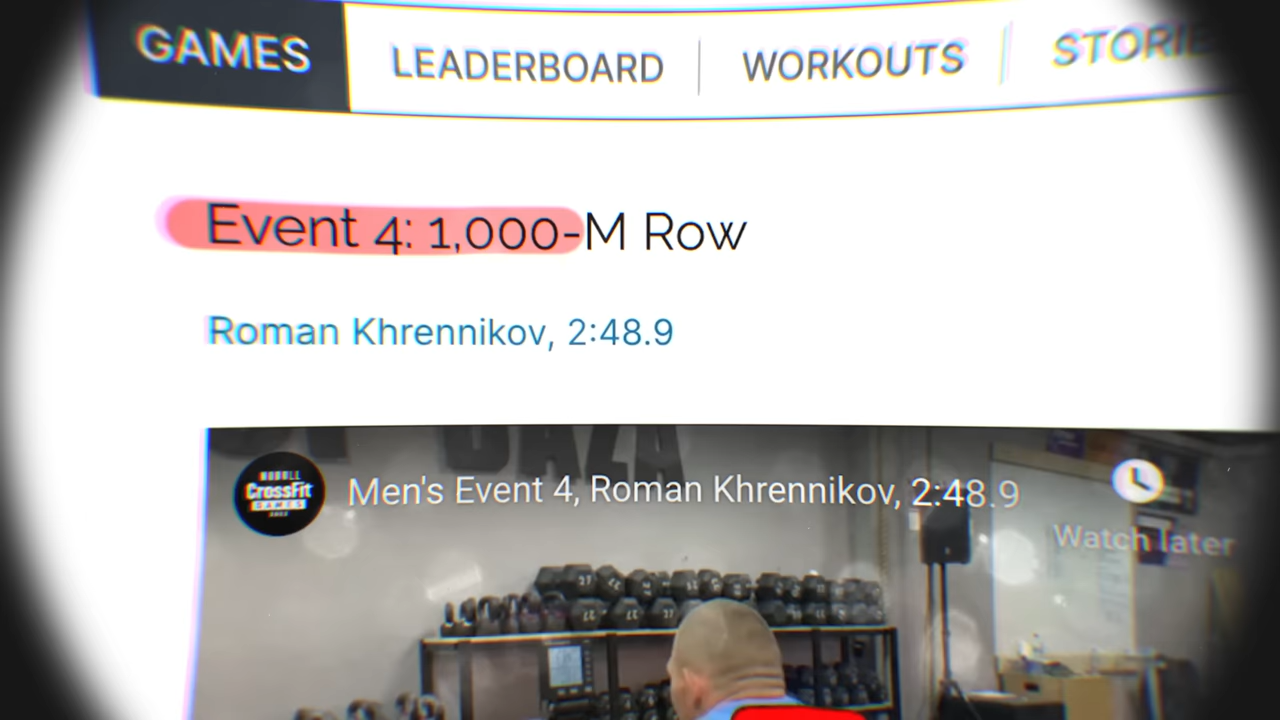 GAMES
LEADERBOARD
WORKOUTS
Event 4: 1,000-M Row
Roman Khrennikov, 2:48.9
CrossFit
GAMES
Men's Event 4, Roman Khrennikov, 2:48.9
Watch later